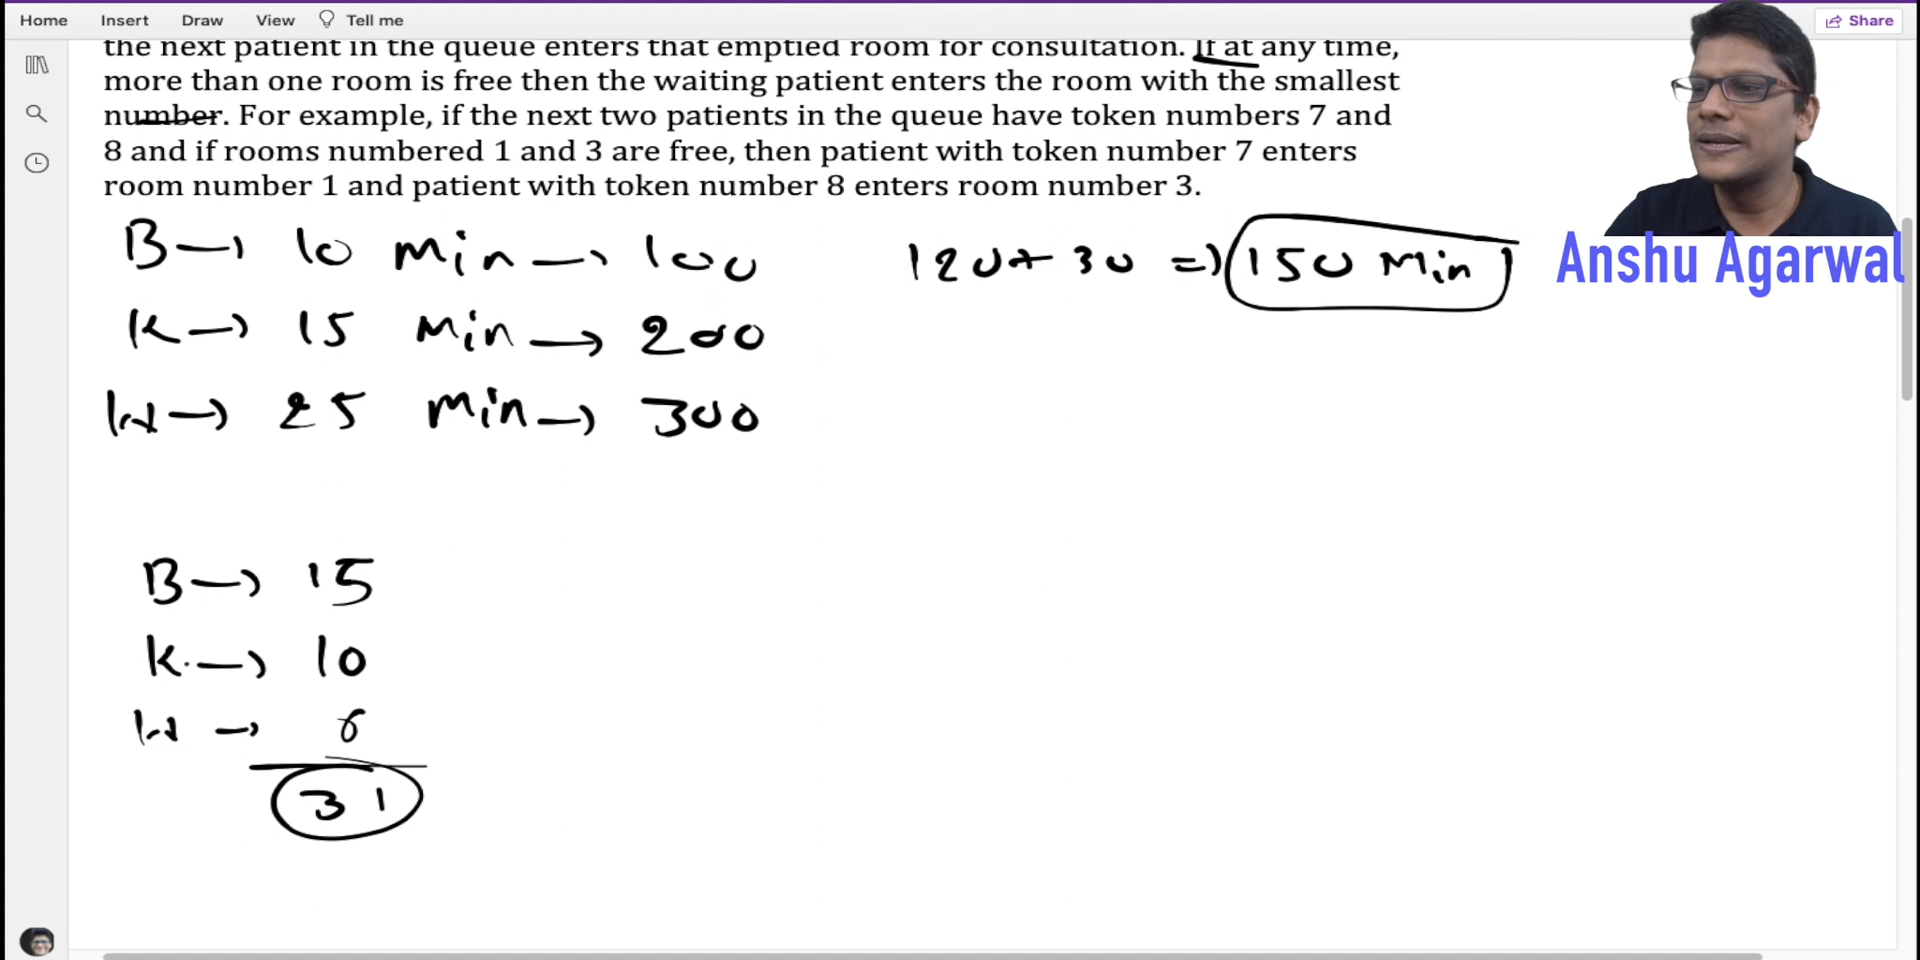 Home Insert Draw View Tell me Share
the next patient in the queue enters that emptied room for consultation. If at any time,
more than one room is free then the waiting patient enters the room with the smallest
number. For example, if the next two patients in the queue have token numbers 7 and
8 and if rooms numbered 1 and 3 are free, then patient with token number 7 enters
room number 1 and patient with token number 8 enters room number 3.
B → 10 min → 100 120 + 30 ⇒ 150 Min
Anshu Agarwal
K → 15 Min → 200
W → 25 Min → 300
B → 15
K. → 10
W → 6
31